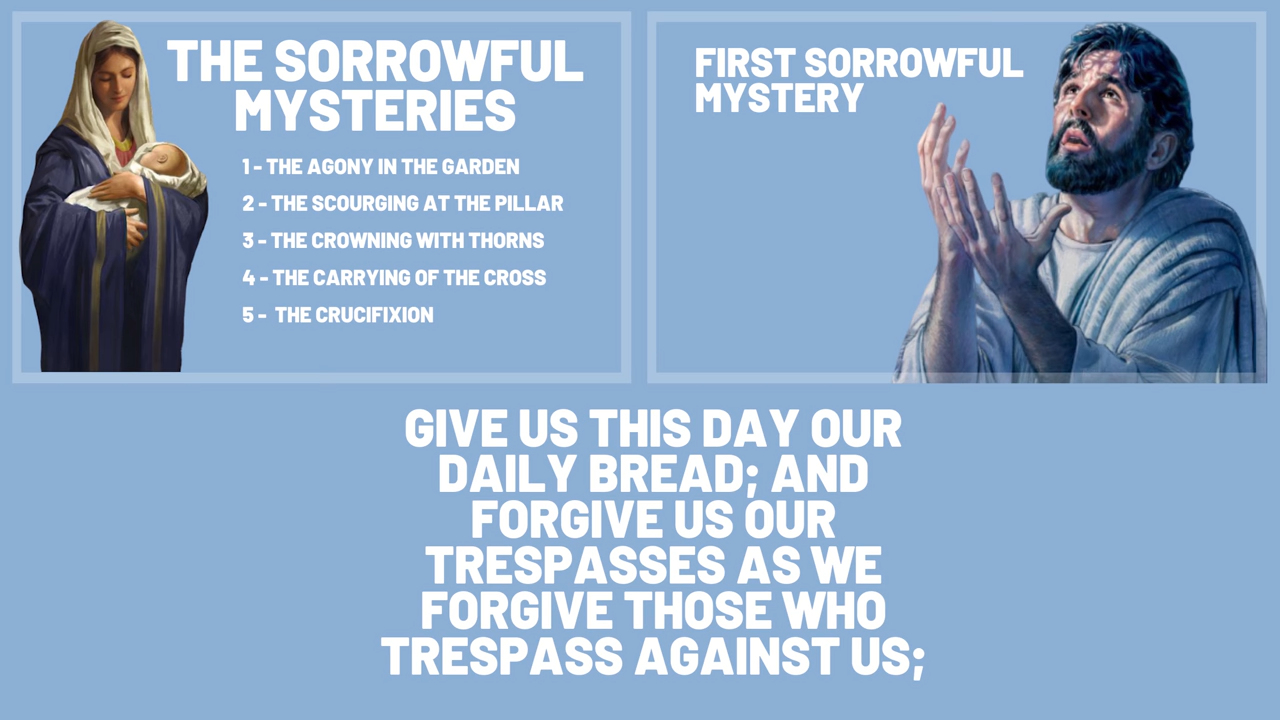 THE SORROWFUL
MYSTERIES
1 - THE AGONY IN THE GARDEN
2 - THE SCOURGING AT THE PILLAR
3 - THE CROWNING WITH THORNS
4 - THE CARRYING OF THE CROSS
5 - THE CRUCIFIXION
FIRST SORROWFUL
MYSTERY
GIVE US THIS DAY OUR
DAILY BREAD; AND
FORGIVE US OUR
TRESPASSES AS WE
FORGIVE THOSE WHO
TRESPASS AGAINST US;